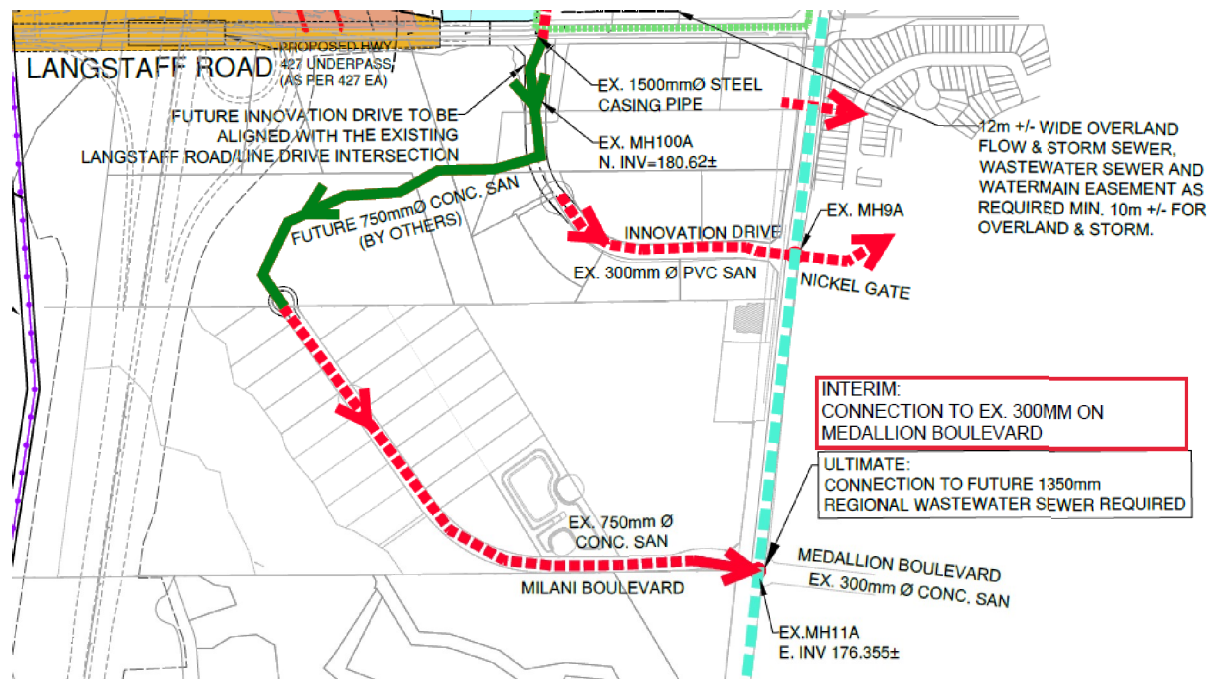 PROPOSED HWY
427 UNDERPASS
(AS PER 427 EA)
LANGSTAFF ROAD
FUTURE INNOVATION DRIVE TO BE
ALIGNED WITH THE EXISTING
LANGSTAFF ROAD/LINE DRIVE INTERSECTION
EX. 1500mmØ STEEL
CASING PIPE
EX. MH100A
N. INV=180.62±
12m +/- WIDE OVERLAND
FLOW & STORM SEWER,
WASTEWATER SEWER AND
WATERMAIN EASEMENT AS
REQUIRED MIN. 10m +/- FOR
OVERLAND & STORM.
FUTURE 750mmØ CONC. SAN
(BY OTHERS)
EX. MH9A
INNOVATION DRIVE
EX. 300mm Ø PVC SAN
NICKEL GATE
INTERIM:
CONNECTION TO EX. 300MM ON
MEDALLION BOULEVARD
ULTIMATE:
CONNECTION TO FUTURE 1350mm
REGIONAL WASTEWATER SEWER REQUIRED
EX. 750mm Ø
CONC. SAN
MILANI BOULEVARD
MEDALLION BOULEVARD
EX. 300mm Ø CONC. SAN
EX.MH11A
E. INV 176.355±